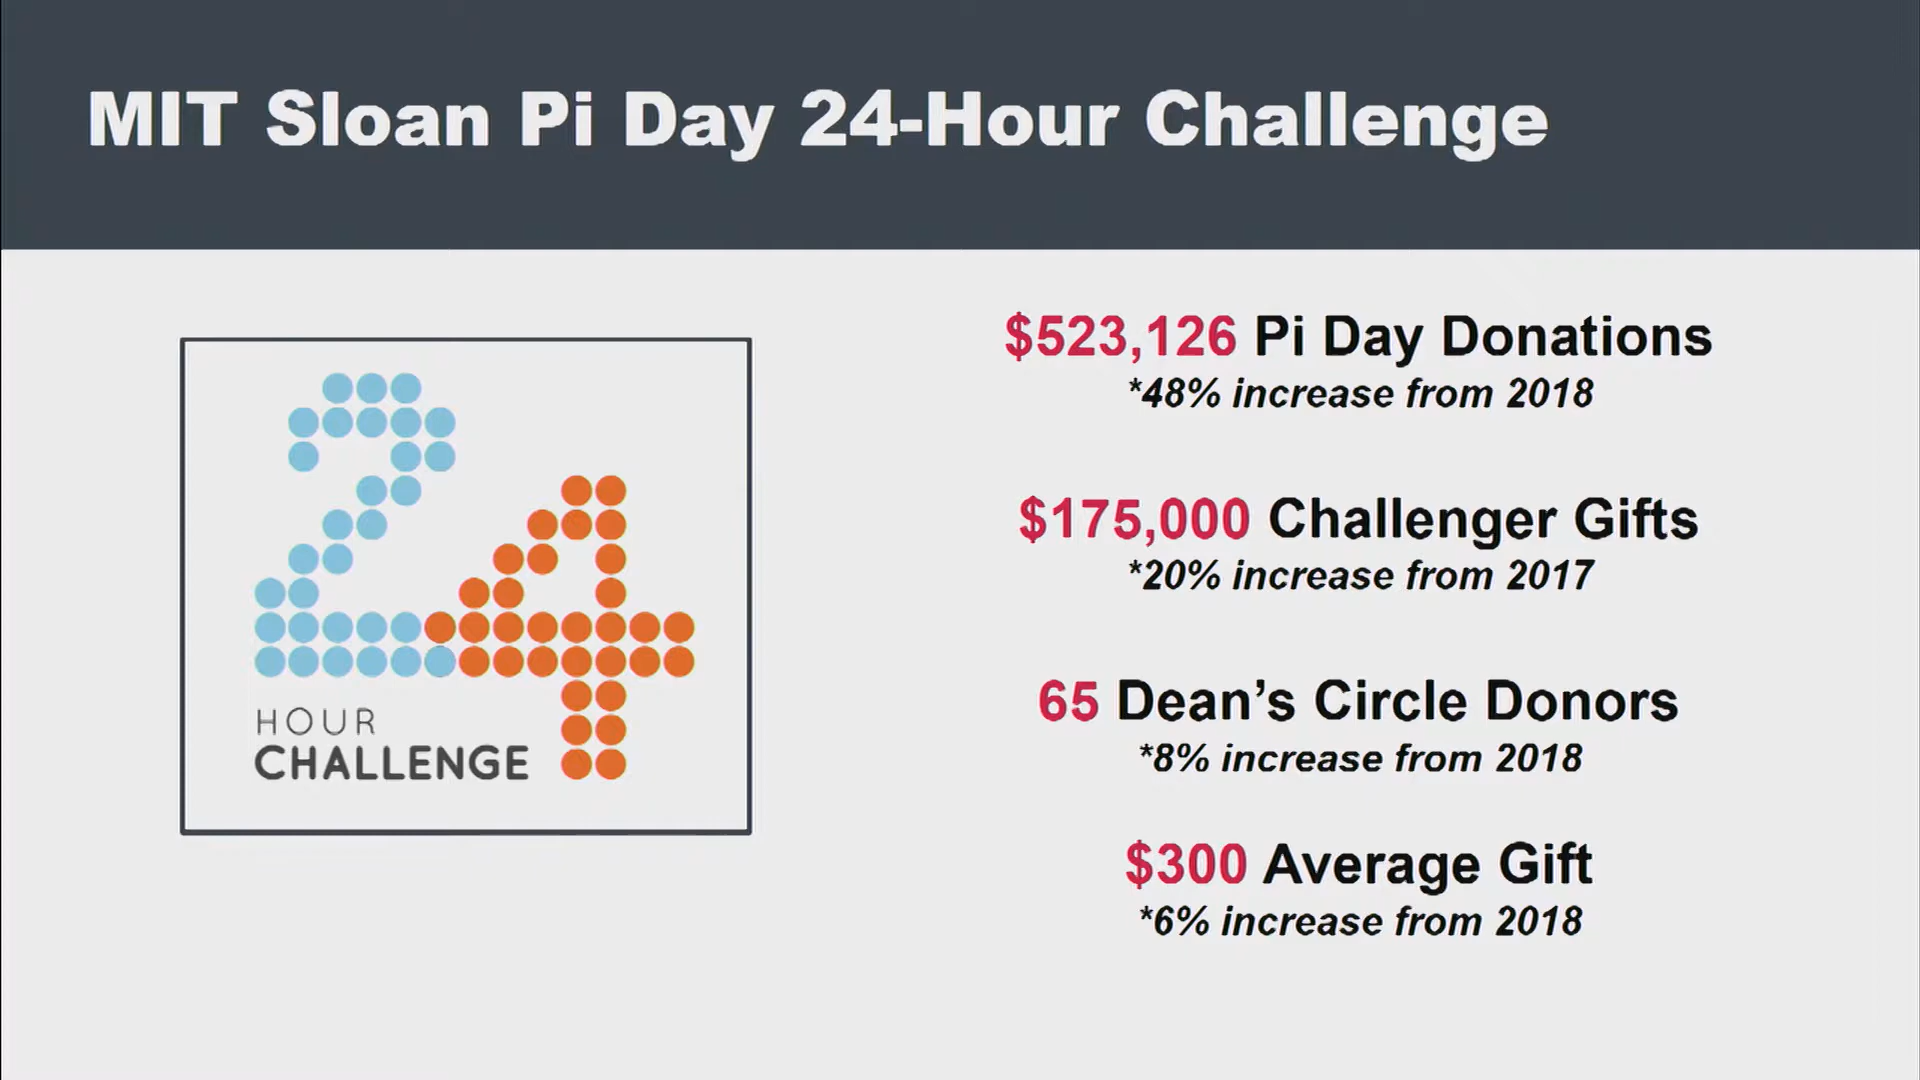 MIT Sloan Pi Day 24-Hour Challenge
24
HOUR
CHALLENGE
$523,126 Pi Day Donations
*48% increase from 2018
$175,000 Challenger Gifts
*20% increase from 2017
65 Dean’s Circle Donors
*8% increase from 2018
$300 Average Gift
*6% increase from 2018